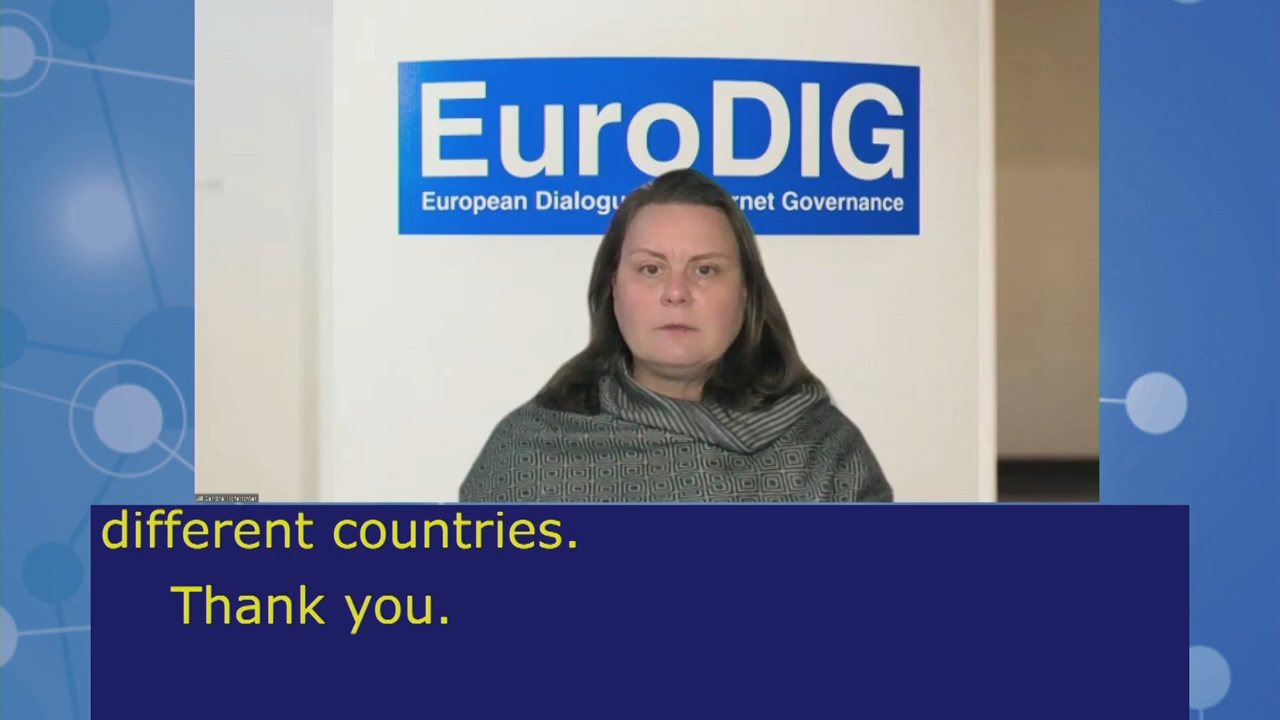 EuroDIG
European Dialogu rnet Governance
different countries.
Thank you.